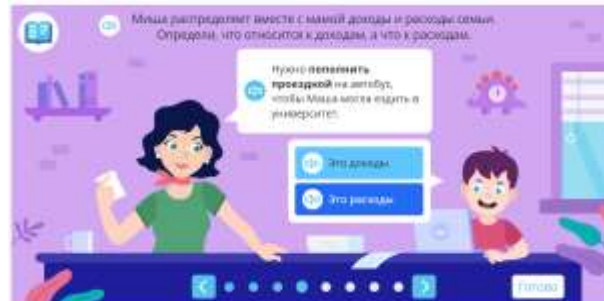 Миша распределяет вместе с мамой доходы и расходы семьи.
Определи, что относится к доходам, а что к расходам.
Нужно пополнить
проездной на автобус,
чтобы Маша могла ездить в
университет.
Это доходы
Это расходы
Готово